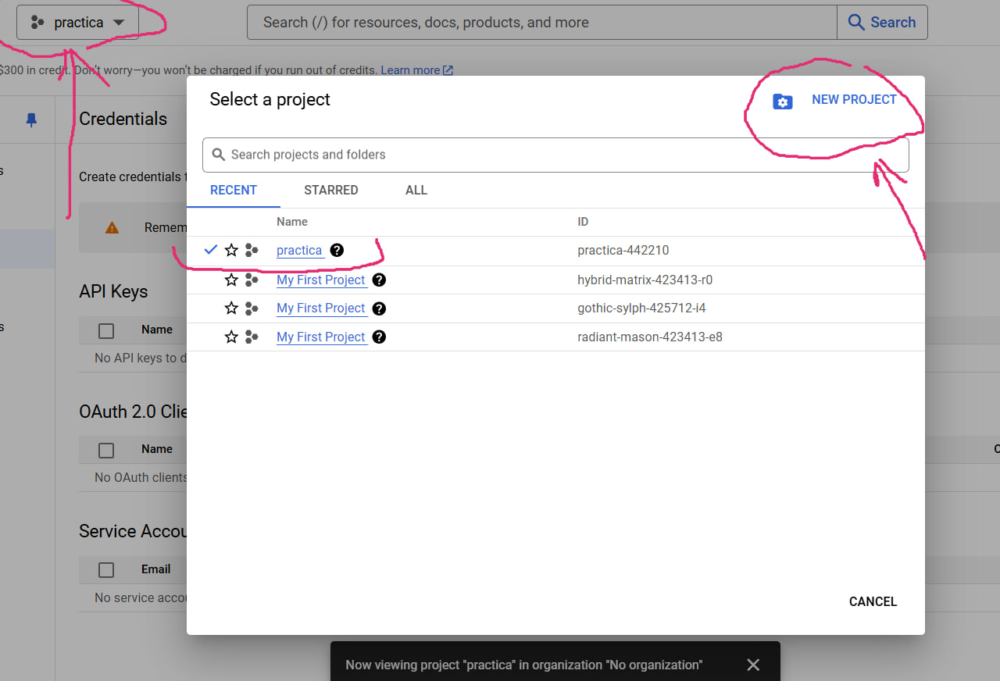 practica
Search (/) for resources, docs, products, and more
Search
$300 in credit. Don't worry—you won't be charged if you run out of credits. Learn more
Select a project
NEW PROJECT
Credentials
Search projects and folders
Create credentials
RECENT STARRED ALL
Name ID
Remem
practica practica-442210
My First Project hybrid-matrix-423413-r0
API Keys
My First Project gothic-sylph-425712-i4
Name
My First Project radiant-mason-423413-e8
No API keys to d
OAuth 2.0 Clie
Name
No OAuth clients
Service Accou
Email
No service accou
CANCEL
Now viewing project "practica" in organization "No organization"